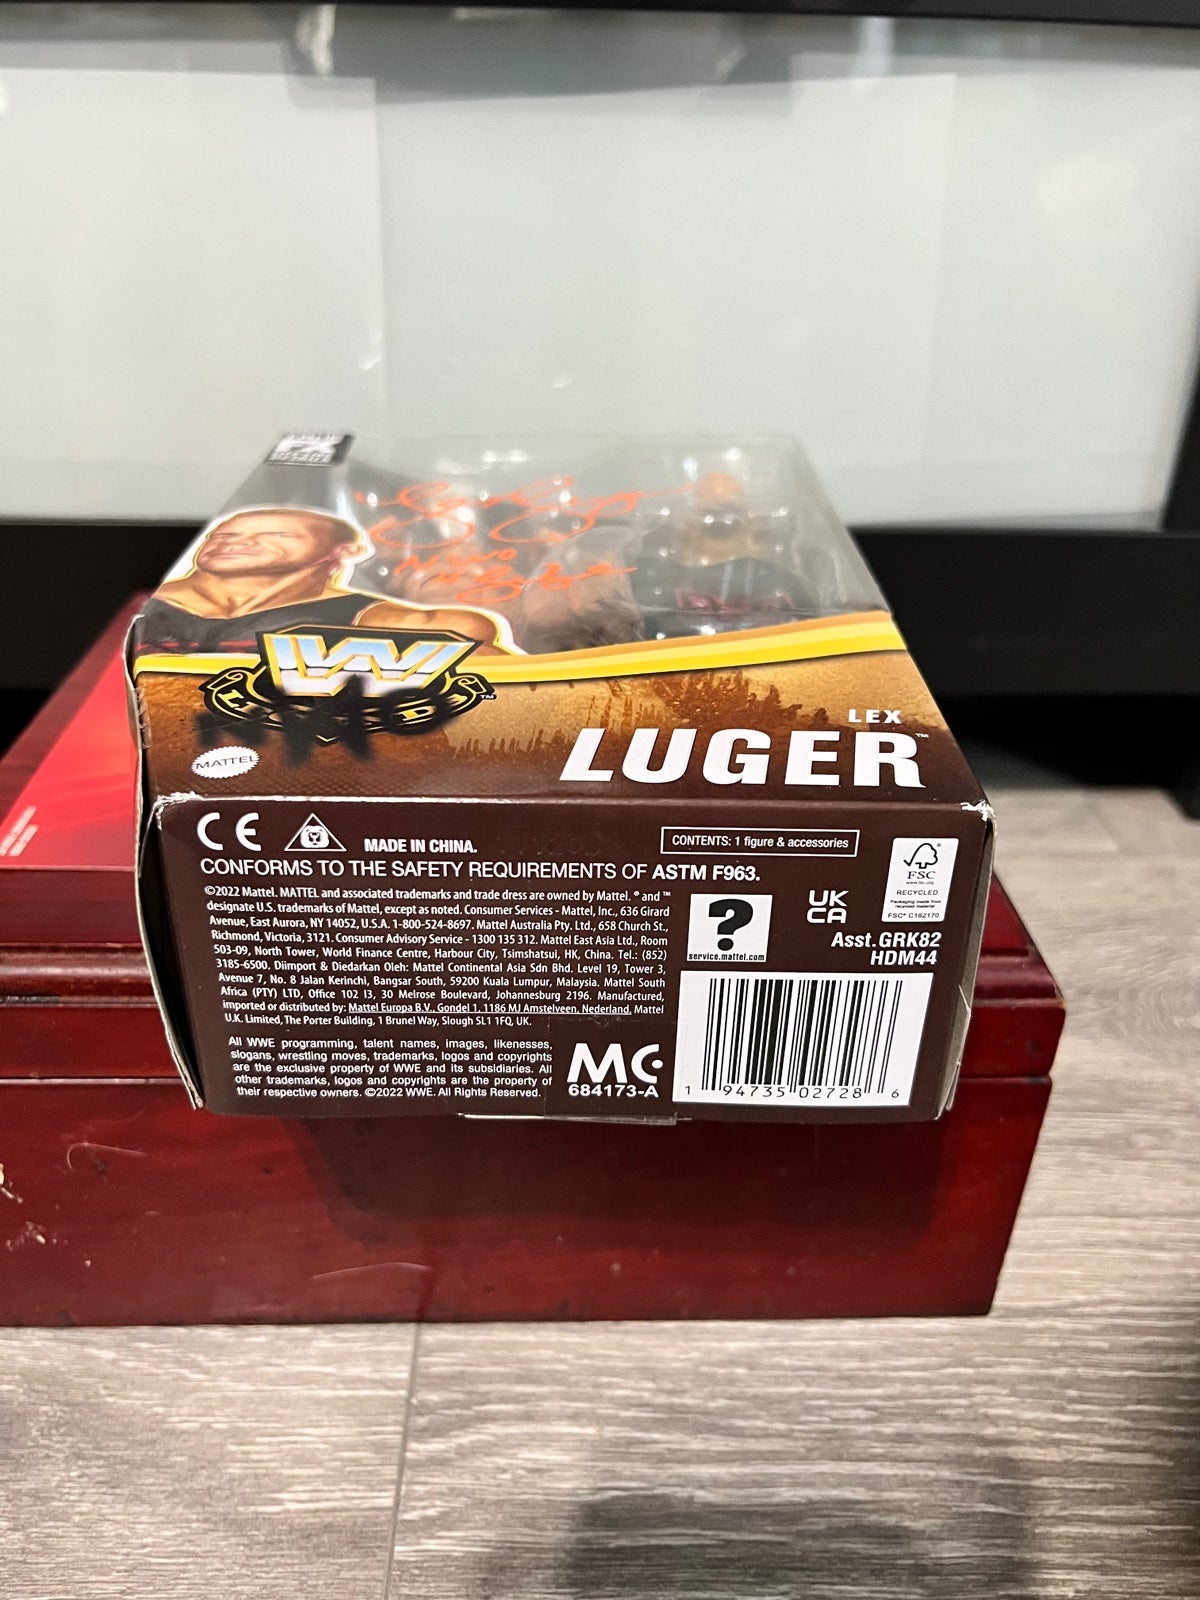 FX
LEX
LUGER™
MATTEL
CE
MADE IN CHINA.
CONTENTS: 1 figure & accessories
CONFORMS TO THE SAFETY REQUIREMENTS OF ASTM F963.
©2022 Mattel. MATTEL and associated trademarks and trade dress are owned by Mattel. ® and ™
designate U.S. trademarks of Mattel, except as noted. Consumer Services - Mattel, Inc., 636 Girard
Avenue, East Aurora, NY 14052, U.S.A. 1-800-524-8697. Mattel Australia Pty. Ltd., 658 Church St.,
Richmond, Victoria, 3121. Consumer Advisory Service - 1300 135 312. Mattel East Asia Ltd., Room
503-09, North Tower, World Finance Centre, Harbour City, Tsimshatsui, HK, China. Tel.: (852)
3185-6500. Diimport & Diedarkan Oleh: Mattel Continental Asia Sdn Bhd. Level 19, Tower 3,
Avenue 7, No. 8 Jalan Kerinchi, Bangsar South, 59200 Kuala Lumpur, Malaysia. Mattel South
Africa (PTY) LTD, Office 102 I3, 30 Melrose Boulevard, Johannesburg 2196. Manufactured,
imported or distributed by: Mattel Europa B.V., Gondel 1, 1186 MJ Amstelveen, Nederland. Mattel
U.K. Limited, The Porter Building, 1 Brunel Way, Slough SL1 1FQ, UK.
All WWE programming, talent names, images, likenesses,
slogans, wrestling moves, trademarks, logos and copyrights
are the exclusive property of WWE and its subsidiaries. All
other trademarks, logos and copyrights are the property of
their respective owners. ©2022 WWE. All Rights Reserved.
MC
684173-A
?
service.mattel.com
UK
CA
FSC
www.fsc.org
RECYCLED
Packaging made from
recycled material
FSC® C162170
Asst.GRK82
HDM44
1 94735 02728 6